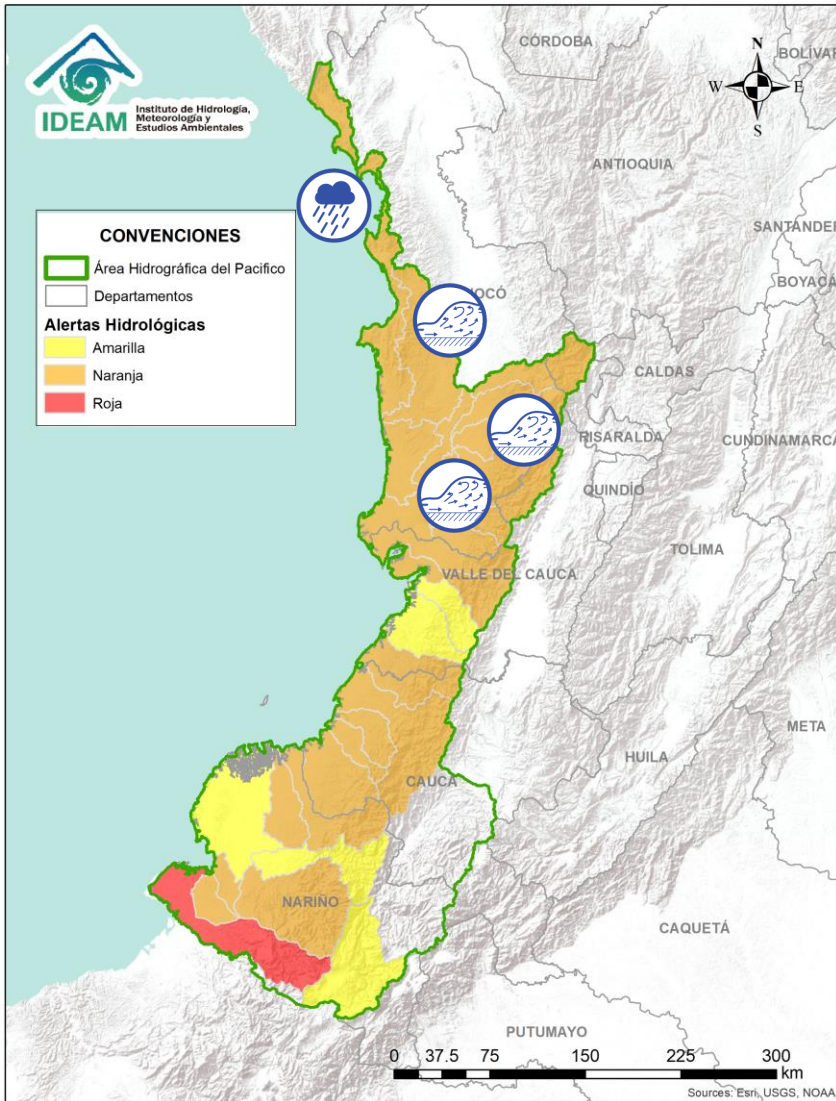 IDEAM
Instituto de Hidrología,
Meteorología y
Estudios Ambientales
N
W
E
S
CÓRDOBA
BOLÍVAR
ANTIOQUIA
SANTANDER
BOYACÁ
CONVENCIONES
Área Hidrográfica del Pacifico
Departamentos
Alertas Hidrológicas
Amarilla
Naranja
Roja
OCÓ
CALDAS
RISARALDA
CUNDINAMARCA
QUINDÍO
TOLIMA
VALLE DEL CAUCA
META
HUILA
CAUCA
NARIÑO
CAQUETÁ
PUTUMAYO
0 37.5 75 150 225 300
km
Sources: Esri, USGS, NOAA